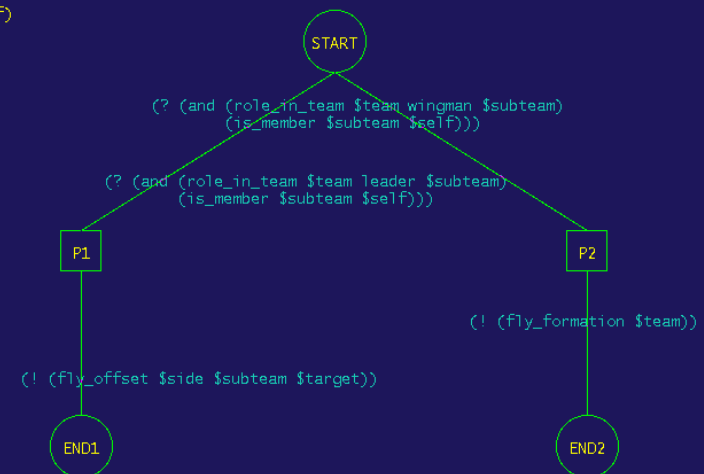 f)
START
(? (and (role_in_team $team wingman $subteam)
(is_member $subteam $self)))
(? (and (role_in_team $team leader $subteam)
(is_member $subteam $self)))
P1
P2
(! (fly_formation $team))
(! (fly_offset $side $subteam $target))
END1
END2